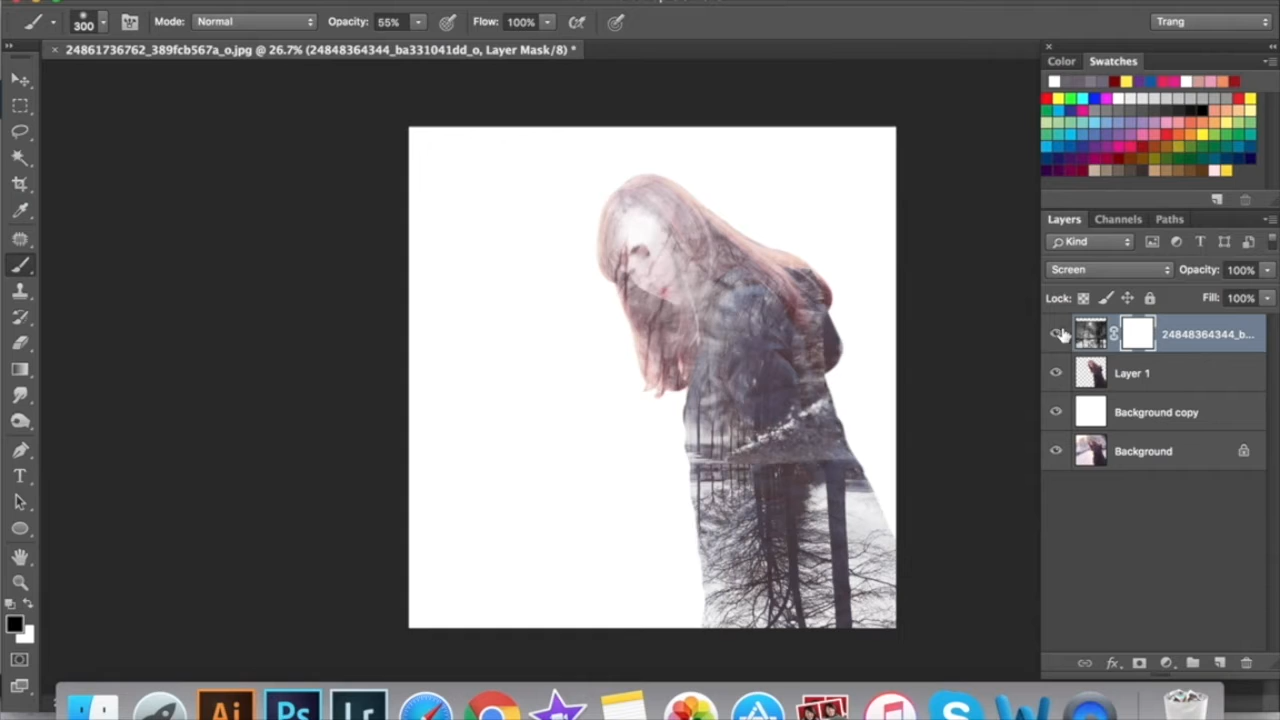 300 Mode: Normal Opacity: 55% Flow: 100% Trang
× 24861736762_389fcb567a_o.jpg @ 26.7% (24848364344_ba331041dd_o, Layer Mask/8) *
Color Swatches
Layers Channels Paths
Kind T
Screen Opacity: 100%
Lock: Fill: 100%
24848364344_b...
Layer 1
Background copy
Background
T
fx
Ai Ps Lr S W